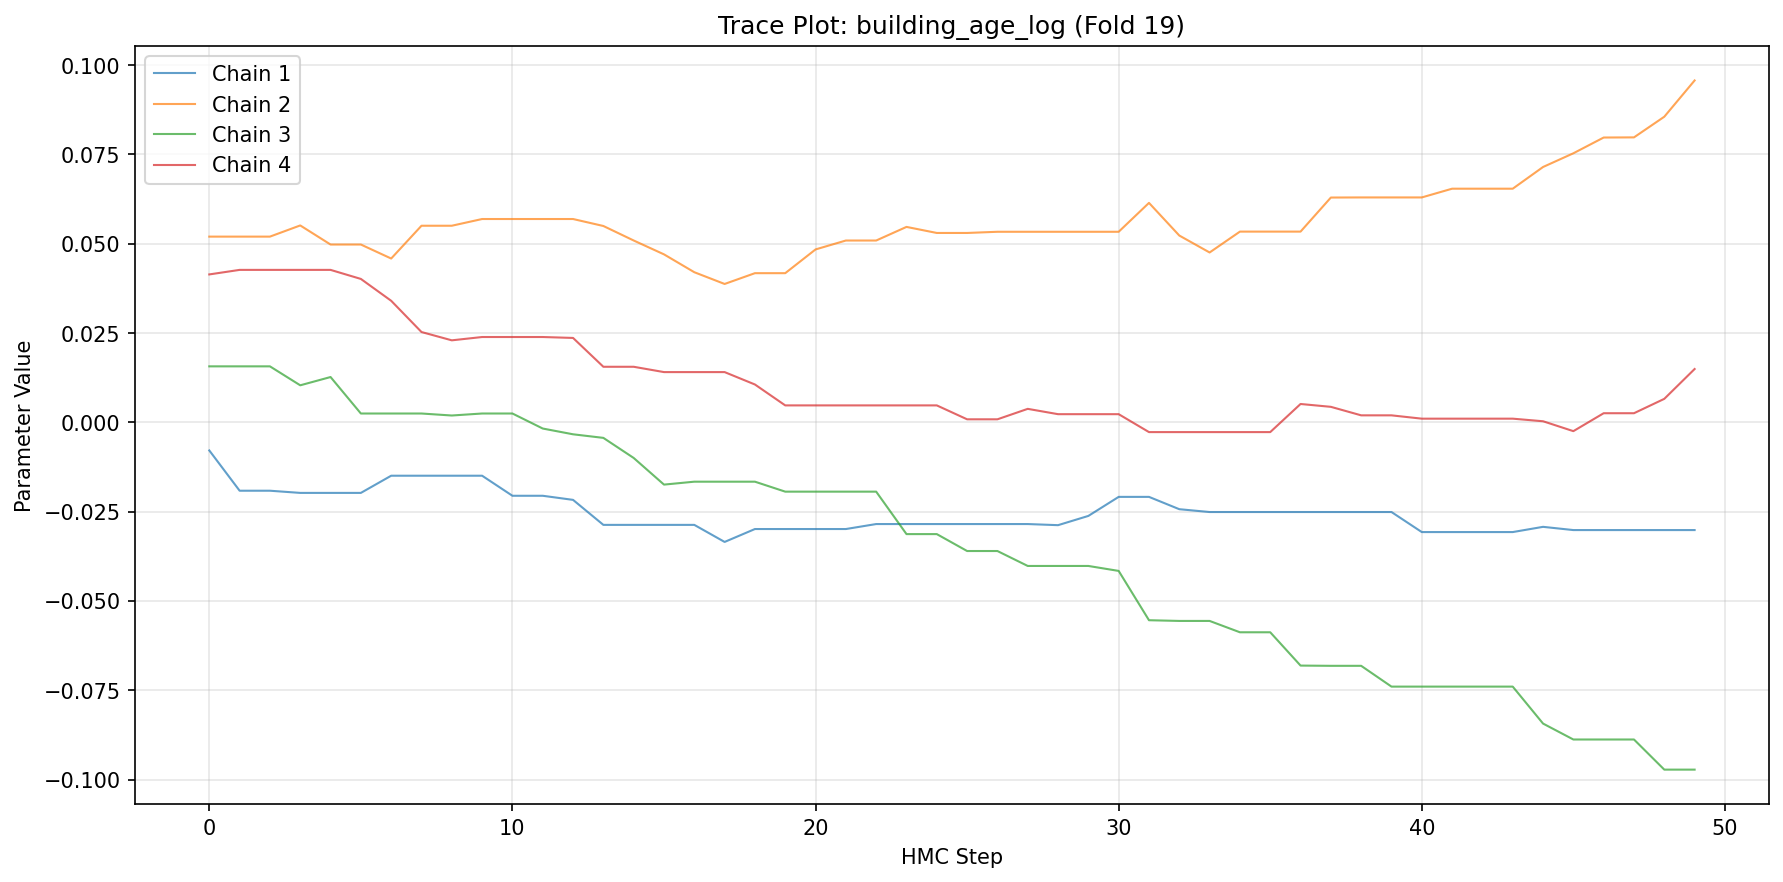 Trace Plot: building_age_log (Fold 19)
Chain 1
Chain 2
Chain 3
Chain 4
Parameter Value
0.100
0.075
0.050
0.025
0.000
−0.025
−0.050
−0.075
−0.100
0 10 20 30 40 50
HMC Step